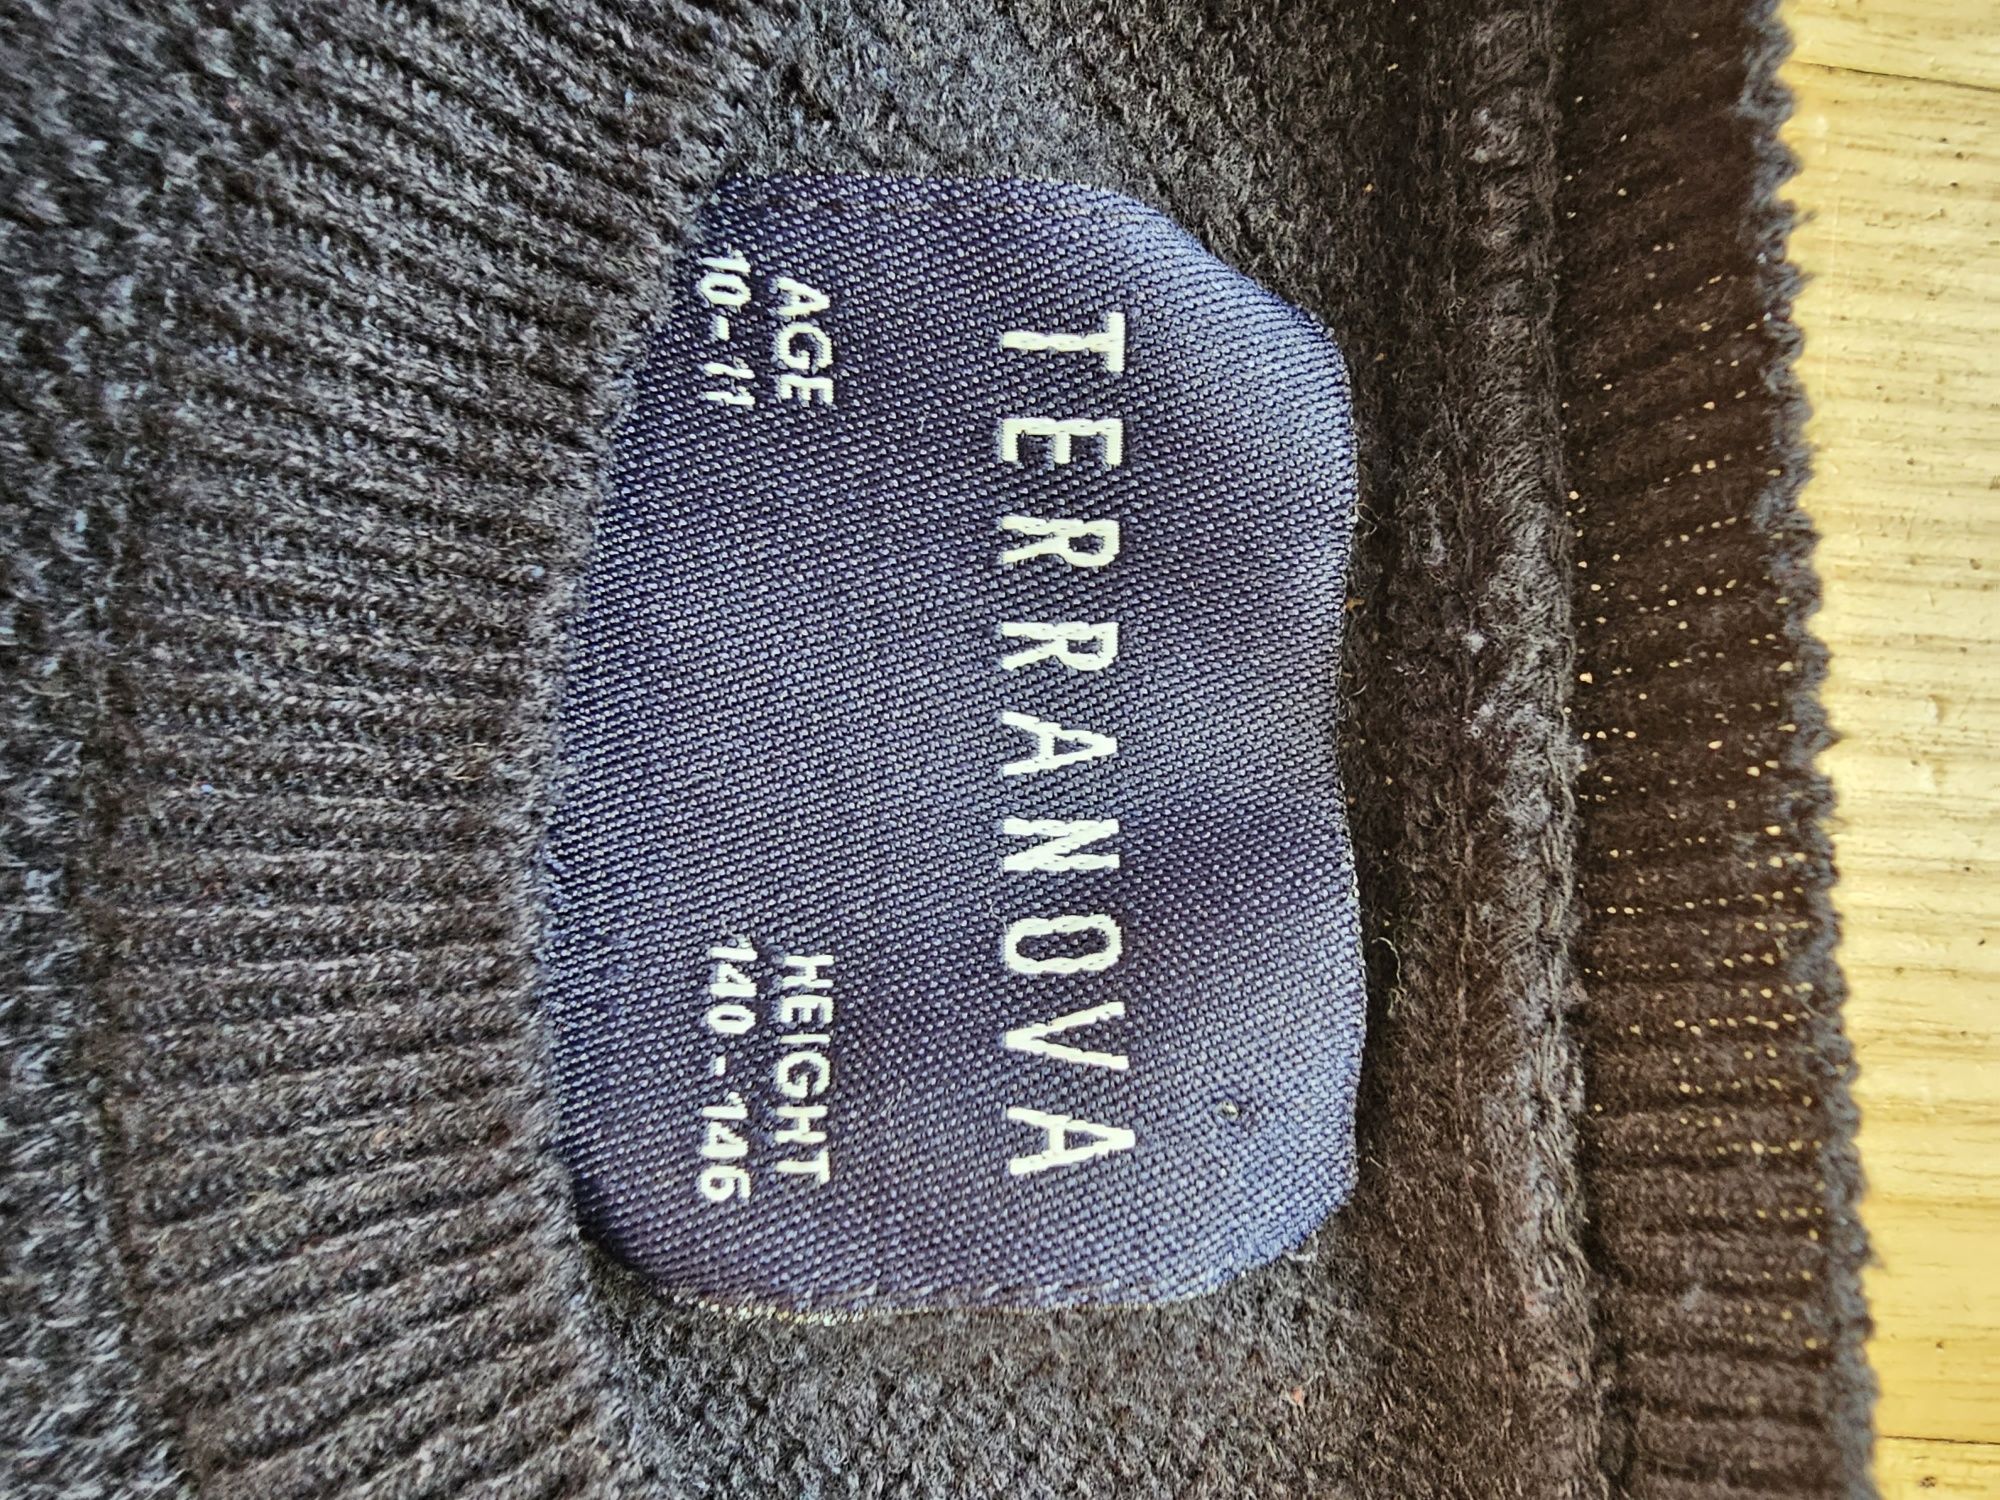 TERRANOVA
AGE HEIGHT
10-11 140-146